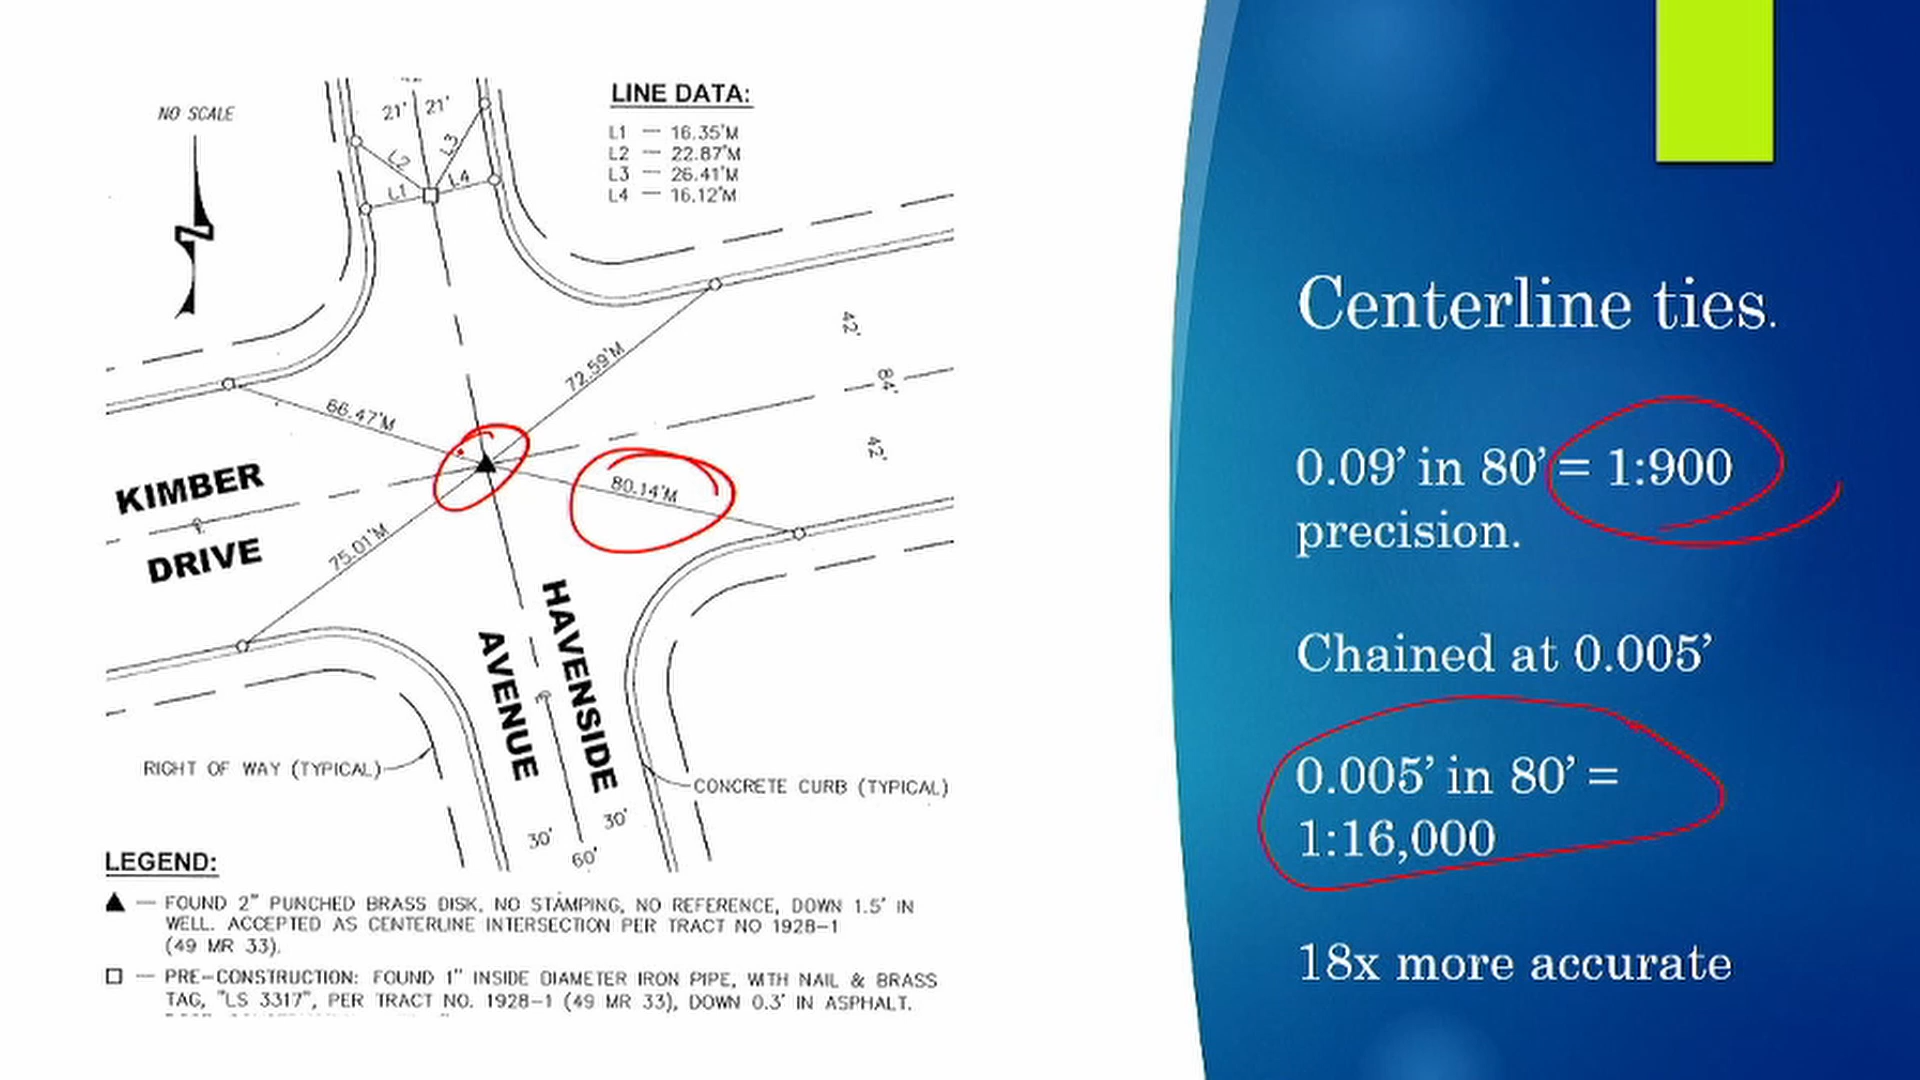 NO SCALE
21' 21'
L2
L3
L1
L4
LINE DATA:
L1 — 16.35'M
L2 — 22.87'M
L3 — 26.41'M
L4 — 16.12'M
42'
84'
42'
72.59'M
66.47'M
80.14'M
75.01'M
KIMBER
DRIVE
HAVENSIDE
AVENUE
RIGHT OF WAY (TYPICAL)
CONCRETE CURB (TYPICAL)
30'
30'
60'
LEGEND:
▲ — FOUND 2" PUNCHED BRASS DISK, NO STAMPING, NO REFERENCE, DOWN 1.5' IN
WELL. ACCEPTED AS CENTERLINE INTERSECTION PER TRACT NO 1928-1
(49 MR 33).
□ — PRE-CONSTRUCTION: FOUND 1" INSIDE DIAMETER IRON PIPE, WITH NAIL & BRASS
TAG, "LS 3317", PER TRACT NO. 1928-1 (49 MR 33), DOWN 0.3' IN ASPHALT.
Centerline ties.
0.09’ in 80’ = 1:900
precision.
Chained at 0.005’
0.005’ in 80’ =
1:16,000
18x more accurate